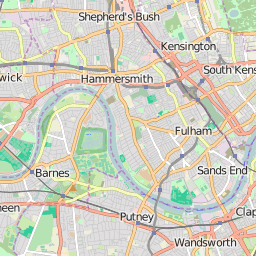 Shepherd's Bush
Kensington
South Kens
wick
Hammersmith
Fulham
Sands End
Barnes
een
Putney
Clap
Wandsworth